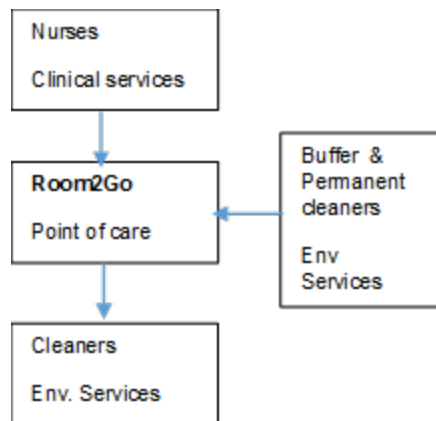 Nurses
Clinical services
Room2Go
Point of care
Buffer &
Permanent
cleaners
Env
Services
Cleaners
Env. Services